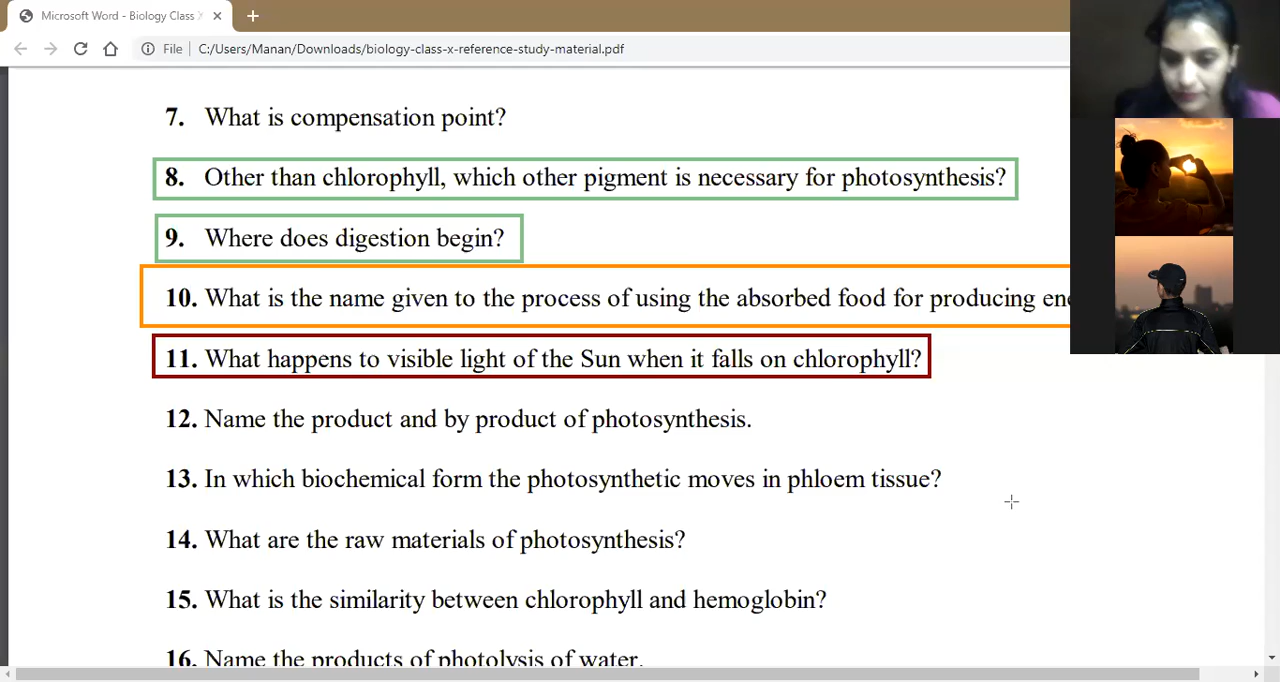 Microsoft Word - Biology Class X
File C:/Users/Manan/Downloads/biology-class-x-reference-study-material.pdf
7. What is compensation point?
8. Other than chlorophyll, which other pigment is necessary for photosynthesis?
9. Where does digestion begin?
10. What is the name given to the process of using the absorbed food for producing
11. What happens to visible light of the Sun when it falls on chlorophyll?
12. Name the product and by product of photosynthesis.
13. In which biochemical form the photosynthetic moves in phloem tissue?
14. What are the raw materials of photosynthesis?
15. What is the similarity between chlorophyll and hemoglobin?
16. Name the products of photolysis of water.